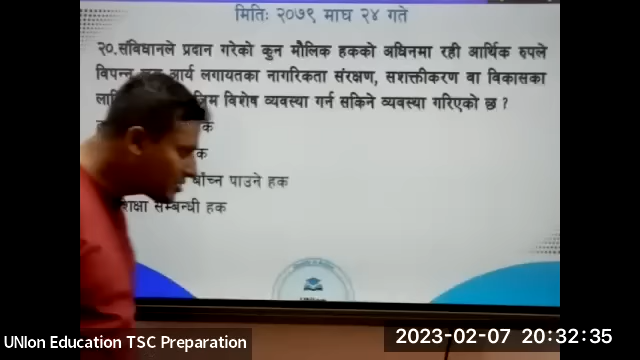 मितिः २०७९ माघ २४ गते
२०.संविधानले प्रदान गरेको कुन मौलिक हकको अधिनमा रही आर्थिक रुपले
विपन्न आर्य लगायतका नागरिकता संरक्षण, सशक्तीकरण वा विकासका
विशेष व्यवस्था गर्न सकिने व्यवस्था गरिएको छ ?
पाउने हक
शिक्षा सम्बन्धी हक
UNIon Education TSC Preparation
2023-02-07 20:32:35